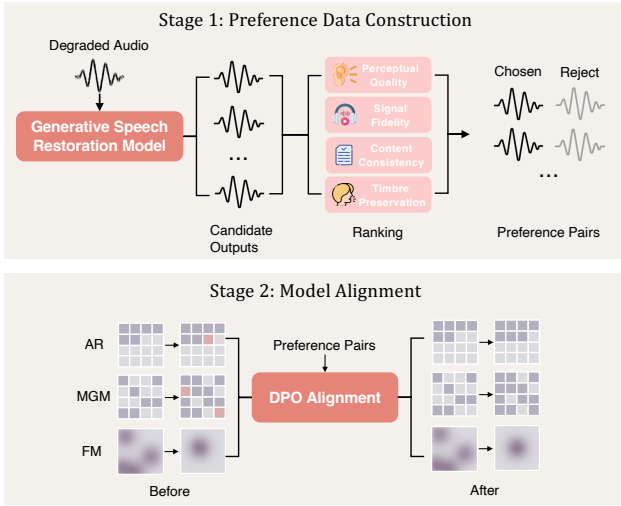 Stage 1: Preference Data Construction
Degraded Audio
Generative Speech
Restoration Model
...
Candidate
Outputs
Perceptual
Quality
Signal
Fidelity
Content
Consistency
Timbre
Preservation
Ranking
Chosen
Reject
...
Preference Pairs
Stage 2: Model Alignment
AR
MGM
FM
Before
Preference Pairs
DPO Alignment
After